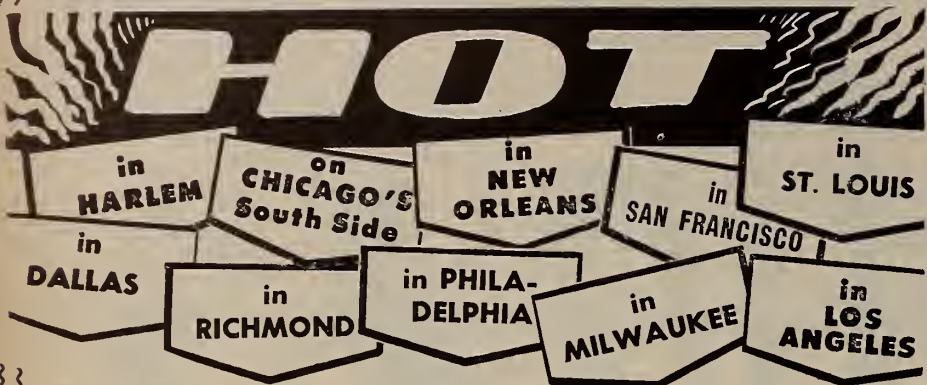 HOT
in
HARLEM
on
CHICAGO'S
South Side
in
NEW
ORLEANS
in
SAN FRANCISCO
in
ST. LOUIS
in
DALLAS
in
RICHMOND
in PHILA-
DELPHIA
in
MILWAUKEE
in
LOS
ANGELES